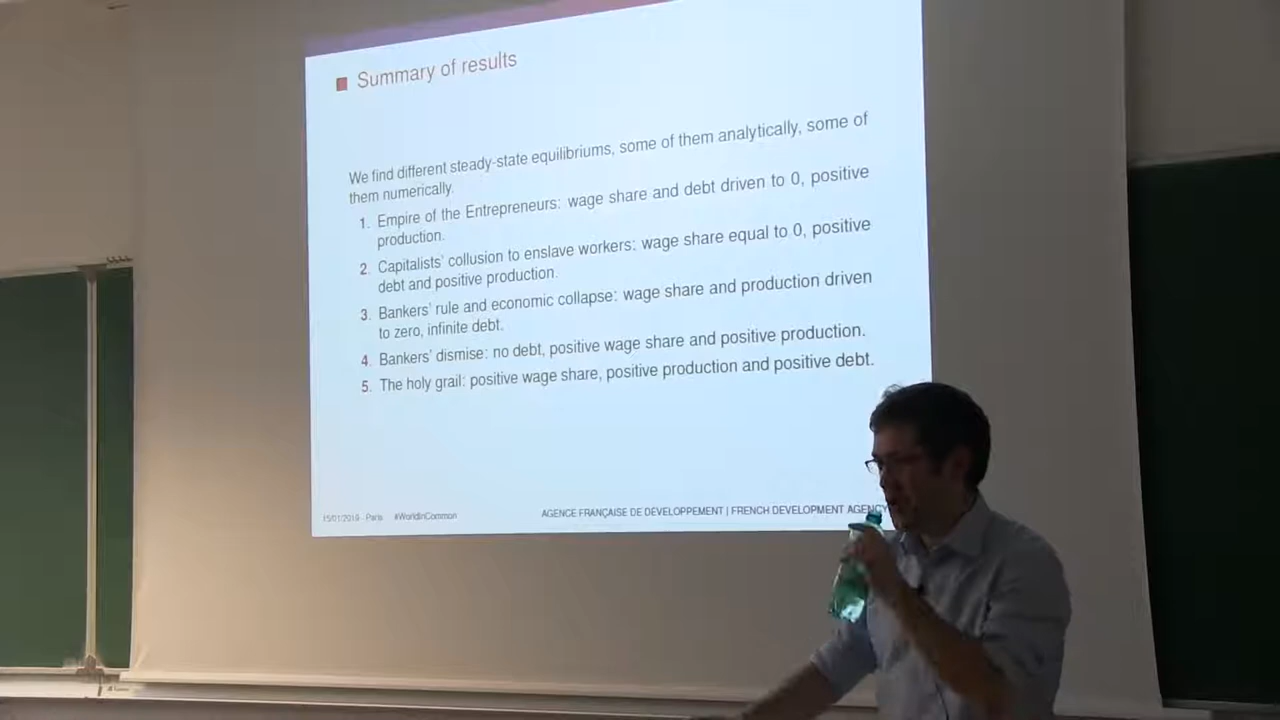 Summary of results
We find different steady-state equilibriums, some of them analytically, some of
them numerically.
1. Empire of the Entrepreneurs: wage share and debt driven to 0, positive
production.
2. Capitalists' collusion to enslave workers: wage share equal to 0, positive
debt and positive production.
3. Bankers' rule and economic collapse: wage share and production driven
to zero, infinite debt.
4. Bankers' dismise: no debt, positive wage share and positive production.
5. The holy grail: positive wage share, positive production and positive debt.
15/01/2019 - Paris #WorldInCommon AGENCE FRANÇAISE DE DÉVELOPPEMENT | FRENCH DEVELOPMENT AGENCY